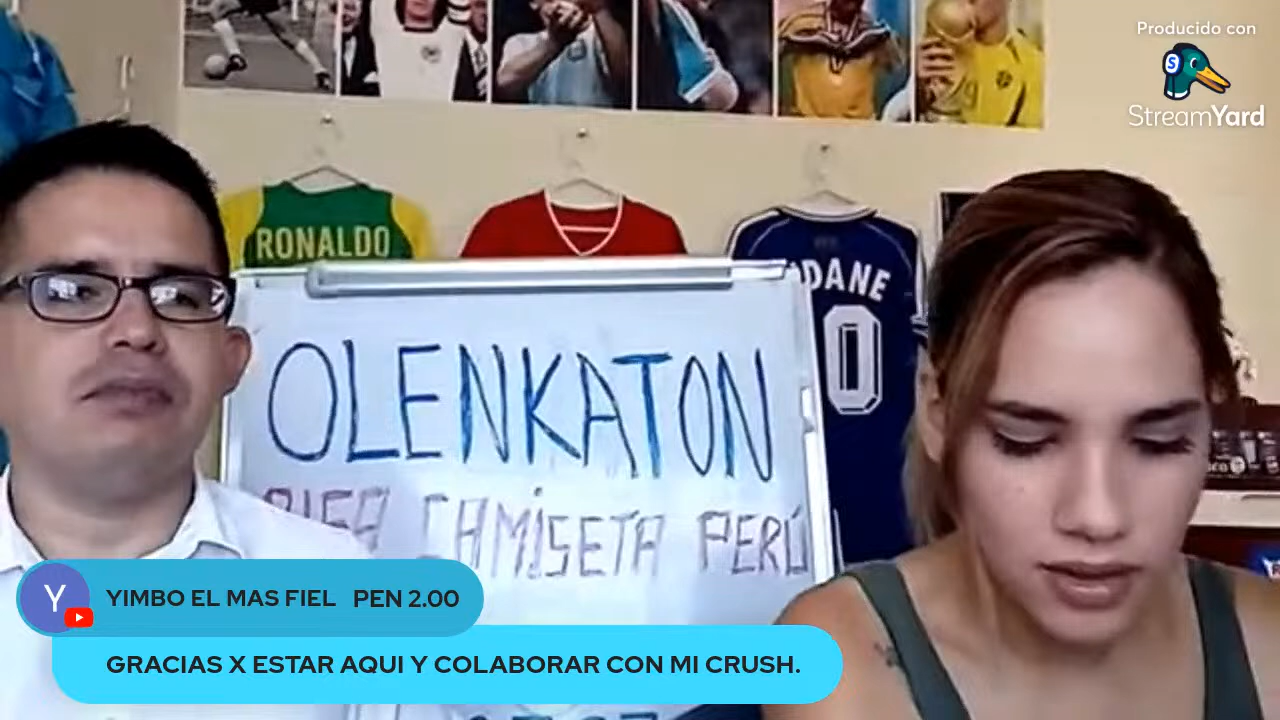 Producido con
StreamYard
RONALDO
DANE
OLENKATON
RIFA CAMISETA PERÚ
Y YIMBO EL MAS FIEL PEN 2.00
GRACIAS X ESTAR AQUI Y COLABORAR CON MI CRUSH.